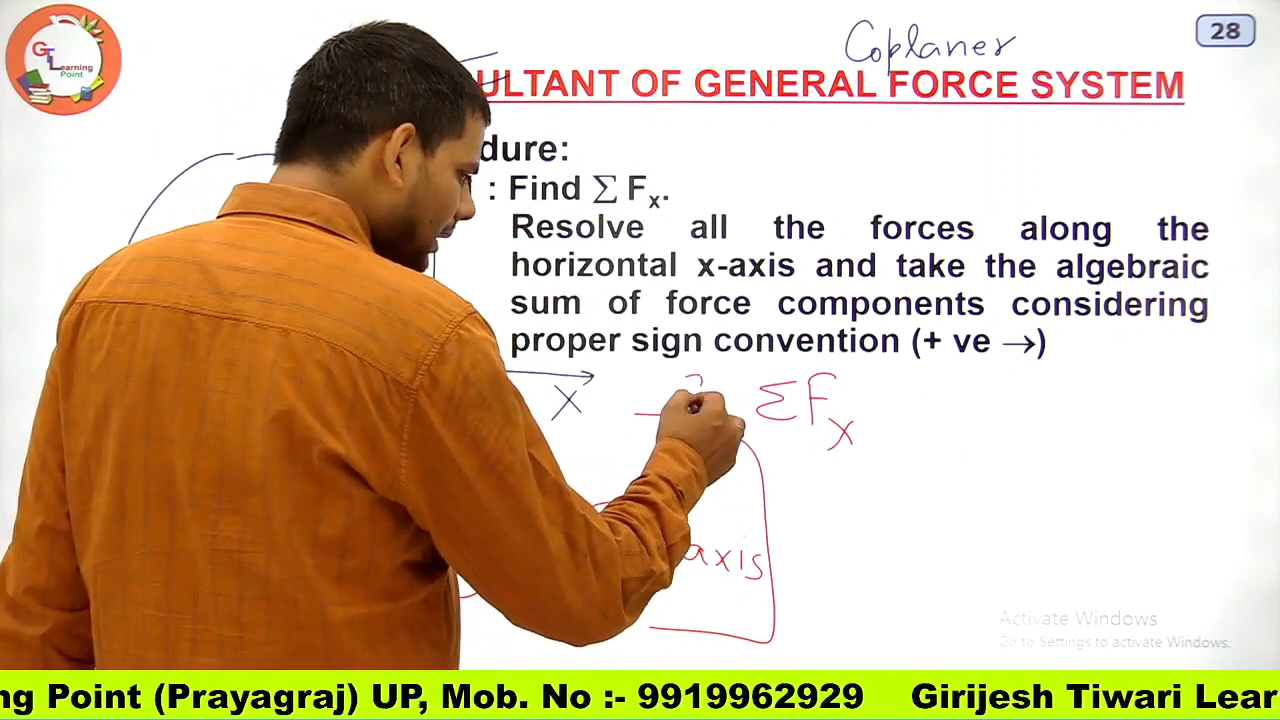 Coplaner
28
GTLearning
Point
ULTANT OF GENERAL FORCE SYSTEM
dure:
: Find ∑ Fx.
Resolve all the forces along the
horizontal x-axis and take the algebraic
sum of force components considering
proper sign convention (+ ve →)
X
ΣFx
axis
Activate Windows
Go to Settings to activate Windows.
ng Point (Prayagraj) UP, Mob. No :- 9919962929 Girijesh Tiwari Lear